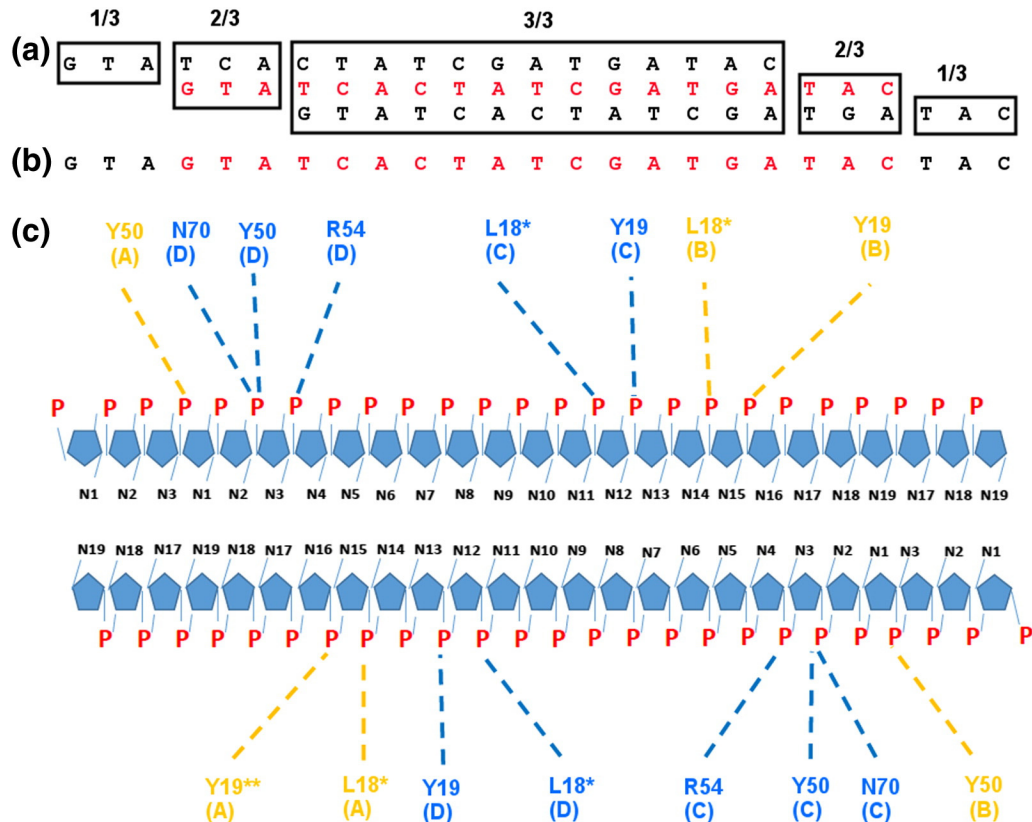 1/3 2/3 3/3
(a) G T A T C A C T A T C G A T G A T A C 2/3 1/3
G T A T C A C T A T C G A T G A T A C
G T A T C A C T A T C G A T G A T A C
(b) G T A G T A T C A C T A T C G A T G A T A C T A C
(c) Y50 N70 Y50 R54 L18* Y19 L18* Y19
(A) (D) (D) (D) (C) (C) (B) (B)
P P P P P P P P P P P P P P P P P P P P P P P P P
N1 N2 N3 N1 N2 N3 N4 N5 N6 N7 N8 N9 N10 N11 N12 N13 N14 N15 N16 N17 N18 N19 N17 N18 N19
N19 N18 N17 N19 N18 N17 N16 N15 N14 N13 N12 N11 N10 N9 N8 N7 N6 N5 N4 N3 N2 N1 N3 N2 N1
P P P P P P P P P P P P P P P P P P P P P P P P P
Y19** L18* Y19 L18* R54 Y50 N70 Y50
(A) (A) (D) (D) (C) (C) (C) (B)